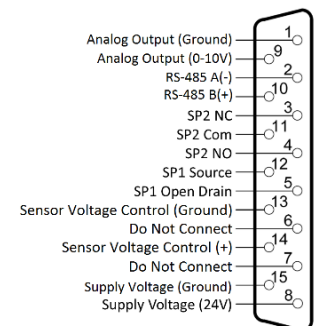 Analog Output (Ground) 1
Analog Output (0-10V) 9
RS-485 A(-) 2
RS-485 B(+) 10
SP2 NC 3
SP2 Com 11
SP2 NO 4
SP1 Source 12
SP1 Open Drain 5
Sensor Voltage Control (Ground) 13
Do Not Connect 6
Sensor Voltage Control (+) 14
Do Not Connect 7
Supply Voltage (Ground) 15
Supply Voltage (24V) 8